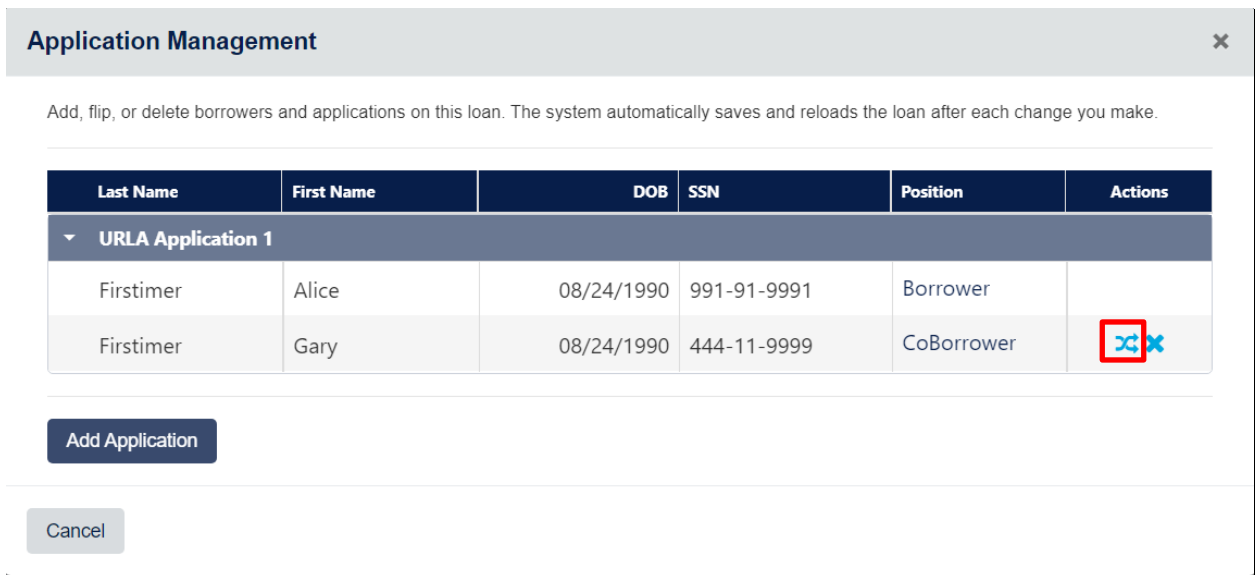 Application Management
Add, flip, or delete borrowers and applications on this loan. The system automatically saves and reloads the loan after each change you make.
Last Name First Name DOB SSN Position Actions
URLA Application 1
Firstimer Alice 08/24/1990 991-91-9991 Borrower
Firstimer Gary 08/24/1990 444-11-9999 CoBorrower
Add Application
Cancel